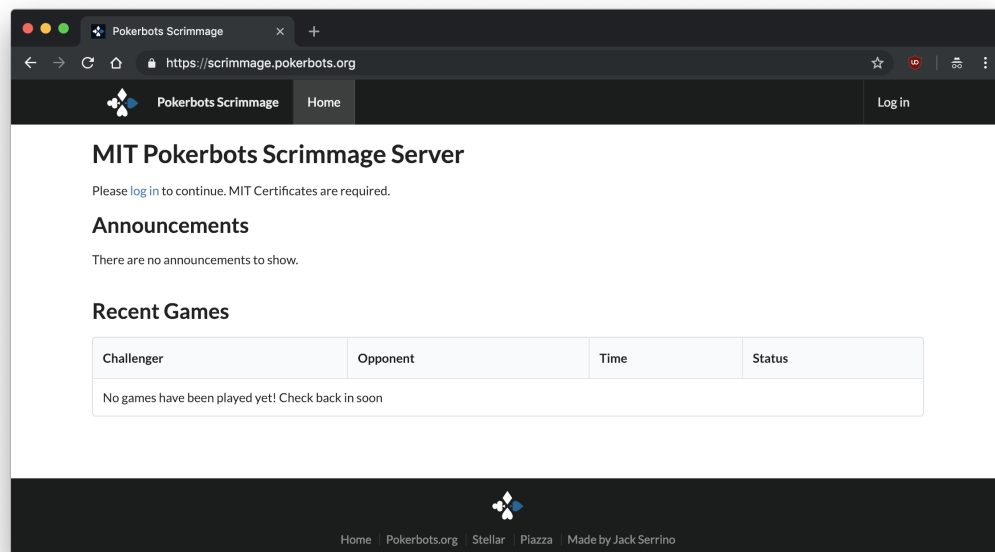 Pokerbots Scrimmage
https://scrimmage.pokerbots.org
Pokerbots Scrimmage Home Log in
MIT Pokerbots Scrimmage Server
Please log in to continue. MIT Certificates are required.
Announcements
There are no announcements to show.
Recent Games
Challenger Opponent Time Status
No games have been played yet! Check back in soon
Home Pokerbots.org Stellar Piazza Made by Jack Serrino